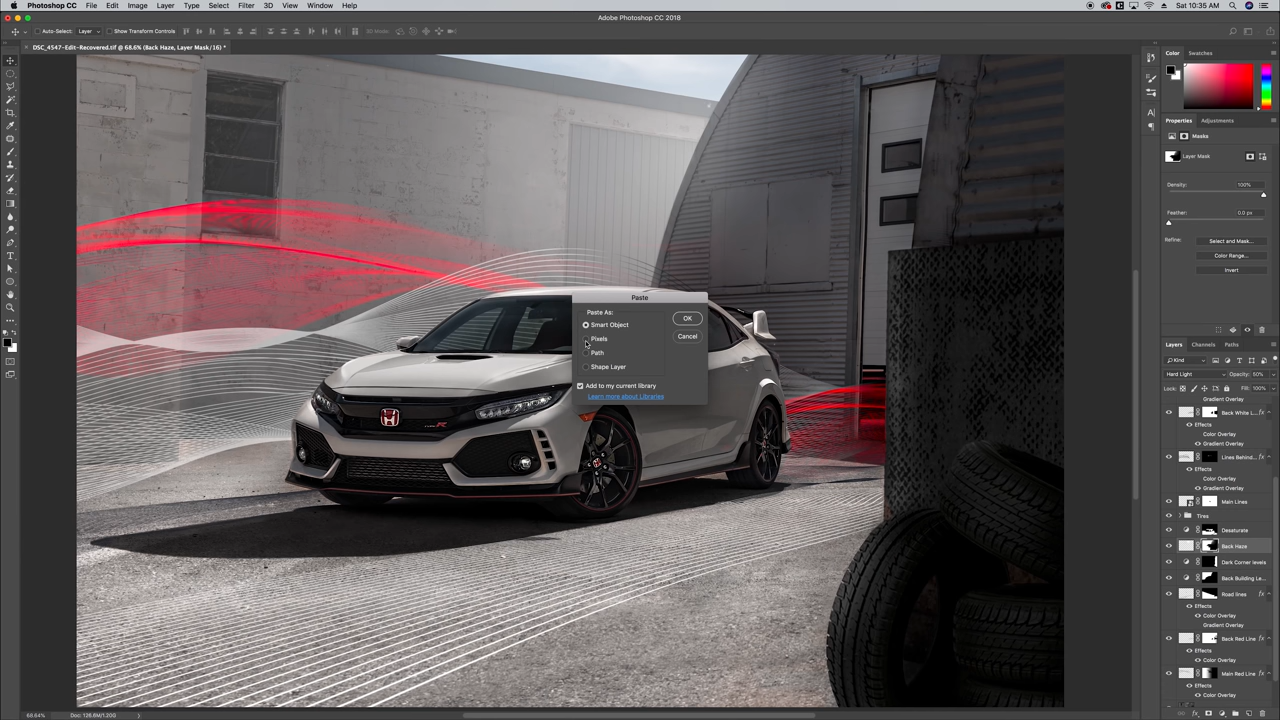 Photoshop CC File Edit Image Layer Type Select Filter 3D View Window Help Sat 10:35 AM
Adobe Photoshop CC 2018
Auto-Select: Layer Show Transform Controls 3D Mode:
× DSC_4547-Edit-Recovered.tif @ 68.6% (Back Haze, Layer Mask/16) *
Color Swatches
Properties Adjustments
Masks
Layer Mask
Density: 100%
Feather: 0.0 px
Refine: Select and Mask...
Color Range...
Invert
Paste
Paste As:
Smart Object
Pixels
Path
Shape Layer
OK
Cancel
Add to my current library
Learn more about Libraries
Layers Channels Paths
Kind
Hard Light Opacity: 50%
Lock: Fill: 100%
Gradient Overlay
Back White L... fx
Effects
Color Overlay
Gradient Overlay
Lines Behind... fx
Effects
Color Overlay
Gradient Overlay
Main Lines
Tires
Desaturate
Back Haze
Dark Corner levels
Back Building Le...
Road lines fx
Effects
Color Overlay
Gradient Overlay
Back Red Line fx
Effects
Color Overlay
Main Red Line fx
Effects
Color Overlay
68.64% Doc: 126.6M/1.20G